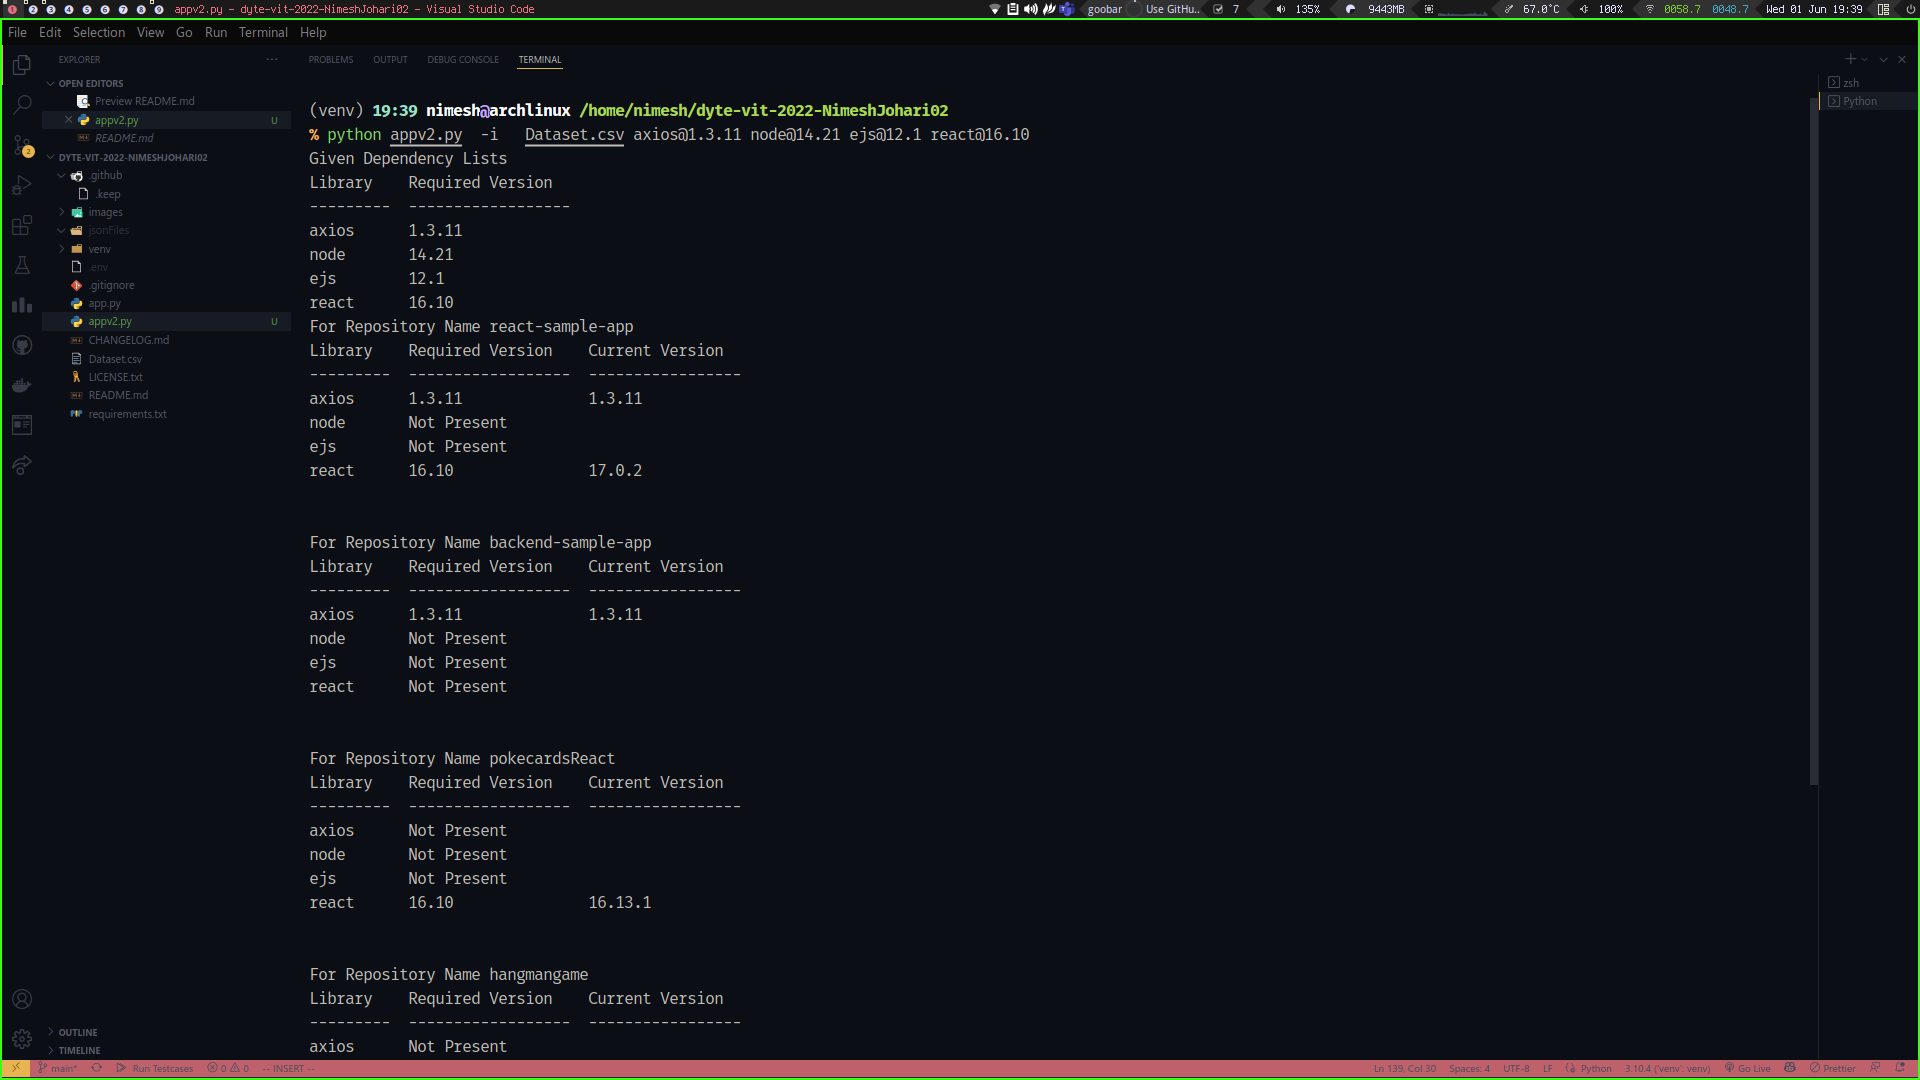 1 2 3 4 5 6 7 8 9 appv2.py - dyte-vit-2022-NimeshJohari02 - Visual Studio Code goobar Use GitHu.. 7 135% 9443MB 67.0°C 100% 0058.7 0048.7 Wed 01 Jun 19:39
File Edit Selection View Go Run Terminal Help
EXPLORER ...
OPEN EDITORS
Preview README.md
appv2.py U
README.md
DYTE-VIT-2022-NIMESHJOHARI02
.github
.keep
images
jsonFiles
venv
.env
.gitignore
app.py
appv2.py U
CHANGELOG.md
Dataset.csv
LICENSE.txt
README.md
requirements.txt
OUTLINE
TIMELINE
2
PROBLEMS OUTPUT DEBUG CONSOLE TERMINAL
zsh
Python
(venv) 19:39 nimesh@archlinux /home/nimesh/dyte-vit-2022-NimeshJohari02
% python appv2.py -i Dataset.csv axios@1.3.11 node@14.21 ejs@12.1 react@16.10
Given Dependency Lists
Library Required Version
--------- ------------------
axios 1.3.11
node 14.21
ejs 12.1
react 16.10
For Repository Name react-sample-app
Library Required Version Current Version
--------- ------------------ -----------------
axios 1.3.11 1.3.11
node Not Present
ejs Not Present
react 16.10 17.0.2
For Repository Name backend-sample-app
Library Required Version Current Version
--------- ------------------ -----------------
axios 1.3.11 1.3.11
node Not Present
ejs Not Present
react Not Present
For Repository Name pokecardsReact
Library Required Version Current Version
--------- ------------------ -----------------
axios Not Present
node Not Present
ejs Not Present
react 16.10 16.13.1
For Repository Name hangmangame
Library Required Version Current Version
--------- ------------------ -----------------
axios Not Present
main* Run Testcases 0 0 -- INSERT -- Ln 139, Col 30 Spaces: 4 UTF-8 LF Python 3.10.4 ('venv': venv) Go Live Prettier